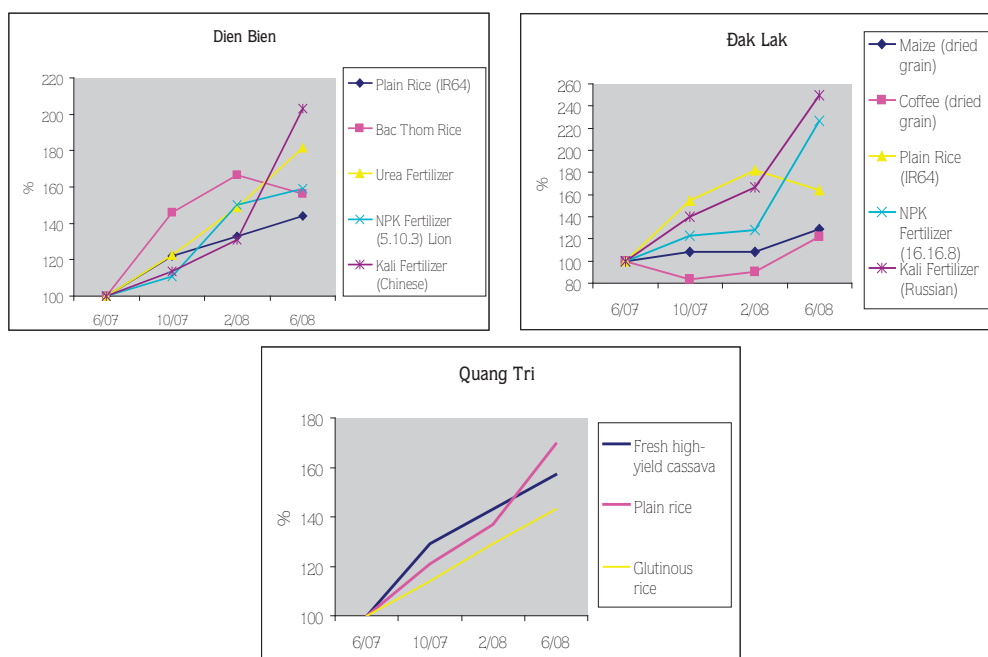 Dien Bien
220
200
180
160
140
120
100
%
6/07 10/07 2/08 6/08
Plain Rice (IR64)
Bac Thom Rice
Urea Fertilizer
NPK Fertilizer
(5.10.3) Lion
Kali Fertilizer
(Chinese)
Đak Lak
260
240
220
200
180
160
140
120
100
80
%
6/07 10/07 2/08 6/08
Maize (dried
grain)
Coffee (dried
grain)
Plain Rice
(IR64)
NPK
Fertilizer
(16.16.8)
Kali Fertilizer
(Russian)
Quang Tri
180
160
140
120
100
%
6/07 10/07 2/08 6/08
Fresh high-
yield cassava
Plain rice
Glutinous
rice